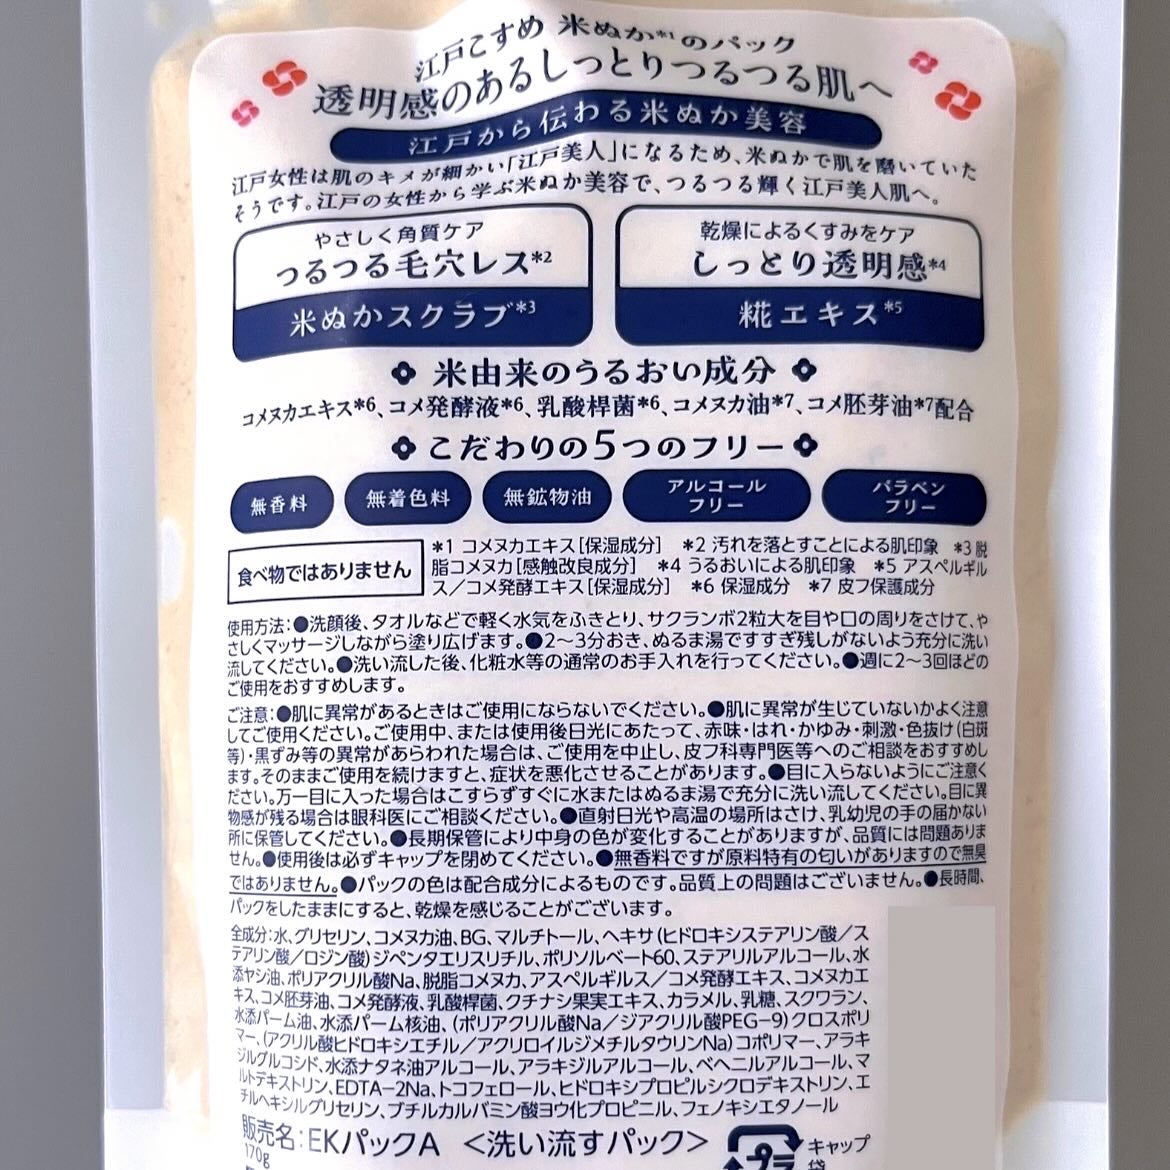 江戸こすめ 米ぬか*1のパック
透明感のあるしっとりつるつる肌へ
江戸から伝わる米ぬか美容
江戸女性は肌のキメが細かい「江戸美人」になるため、米ぬかで肌を磨いていた
そうです。江戸の女性から学ぶ米ぬか美容で、つるつる輝く江戸美人肌へ。
やさしく角質ケア
つるつる毛穴レス*2
米ぬかスクラブ*3
乾燥によるくすみをケア
しっとり透明感*4
糀エキス*5
米由来のうるおい成分
コメヌカエキス*6、コメ発酵液*6、乳酸桿菌*6、コメヌカ油*7、コメ胚芽油*7配合
こだわりの5つのフリー
無香料
無着色料
無鉱物油
アルコール
フリー
パラベン
フリー
食べ物ではありません
*1 コメヌカエキス[保湿成分] *2 汚れを落とすことによる肌印象 *3 脱
脂コメヌカ[感触改良成分] *4 うるおいによる肌印象 *5 アスペルギル
ス/コメ発酵エキス[保湿成分] *6 保湿成分 *7 皮フ保護成分
使用方法:●洗顔後、タオルなどで軽く水気をふきとり、サクランボ2粒大を目や口の周りをさけて、や
さしくマッサージしながら塗り広げます。●2〜3分おき、ぬるま湯ですすぎ残しがないよう充分に洗い
流してください。●洗い流した後、化粧水等の通常のお手入れを行ってください。●週に2〜3回ほどの
ご使用をおすすめします。
ご注意:●肌に異常があるときはご使用にならないでください。●肌に異常が生じていないかよく注意
してご使用ください。ご使用中、または使用後日光にあたって、赤味・はれ・かゆみ・刺激・色抜け(白斑
等)・黒ずみ等の異常があらわれた場合は、ご使用を中止し、皮フ科専門医等へのご相談をおすすめし
ます。そのままご使用を続けますと、症状を悪化させることがあります。●目に入らないようにご注意く
ださい。万一目に入った場合はこすらずすぐに水またはぬるま湯で充分に洗い流してください。目に異
物感が残る場合は眼科医にご相談ください。●直射日光や高温の場所はさけ、乳幼児の手の届かない
所に保管してください。●長期保管により中身の色が変化することがありますが、品質には問題ありま
せん。●使用後は必ずキャップを閉めてください。●無香料ですが原料特有の匂いがありますので無臭
ではありません。●パックの色は配合成分によるものです。品質上の問題はございません。●長時間、
パックをしたままにすると、乾燥を感じることがございます。
全成分:水、グリセリン、コメヌカ油、BG、マルチトール、ヘキサ(ヒドロキシステアリン酸/ス
テアリン酸/ロジン酸)ジペンタエリスリチル、ポリソルベート60、ステアリルアルコール、水
添ヤシ油、ポリアクリル酸Na、脱脂コメヌカ、アスペルギルス/コメ発酵エキス、コメヌカエ
キス、コメ胚芽油、コメ発酵液、乳酸桿菌、クチナシ果実エキス、カラメル、乳糖、スクワラン、
水添パーム油、水添パーム核油、(ポリアクリル酸Na/ジアクリル酸PEG-9)クロスポリ
マー、(アクリル酸ヒドロキシエチル/アクリロイルジメチルタウリンNa)コポリマー、アラキ
ジルグルコシド、水添ナタネ油アルコール、アラキジルアルコール、ベヘニルアルコール、マ
ルトデキストリン、EDTA-2Na、トコフェロール、ヒドロキシプロピルシクロデキストリン、エ
チルヘキシルグリセリン、ブチルカルバミン酸ヨウ化プロピニル、フェノキシエタノール
販売名:EKパックA <洗い流すパック>
170g
プラ
キャップ
袋